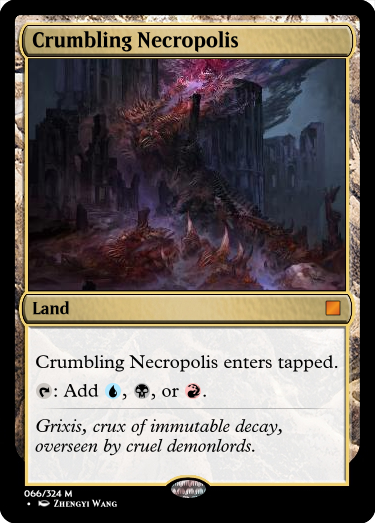 Crumbling Necropolis
Land
Crumbling Necropolis enters tapped.
: Add , , or .
Grixis, crux of immutable decay,
overseen by cruel demonlords.
066/324 M
• Zhengyi Wang